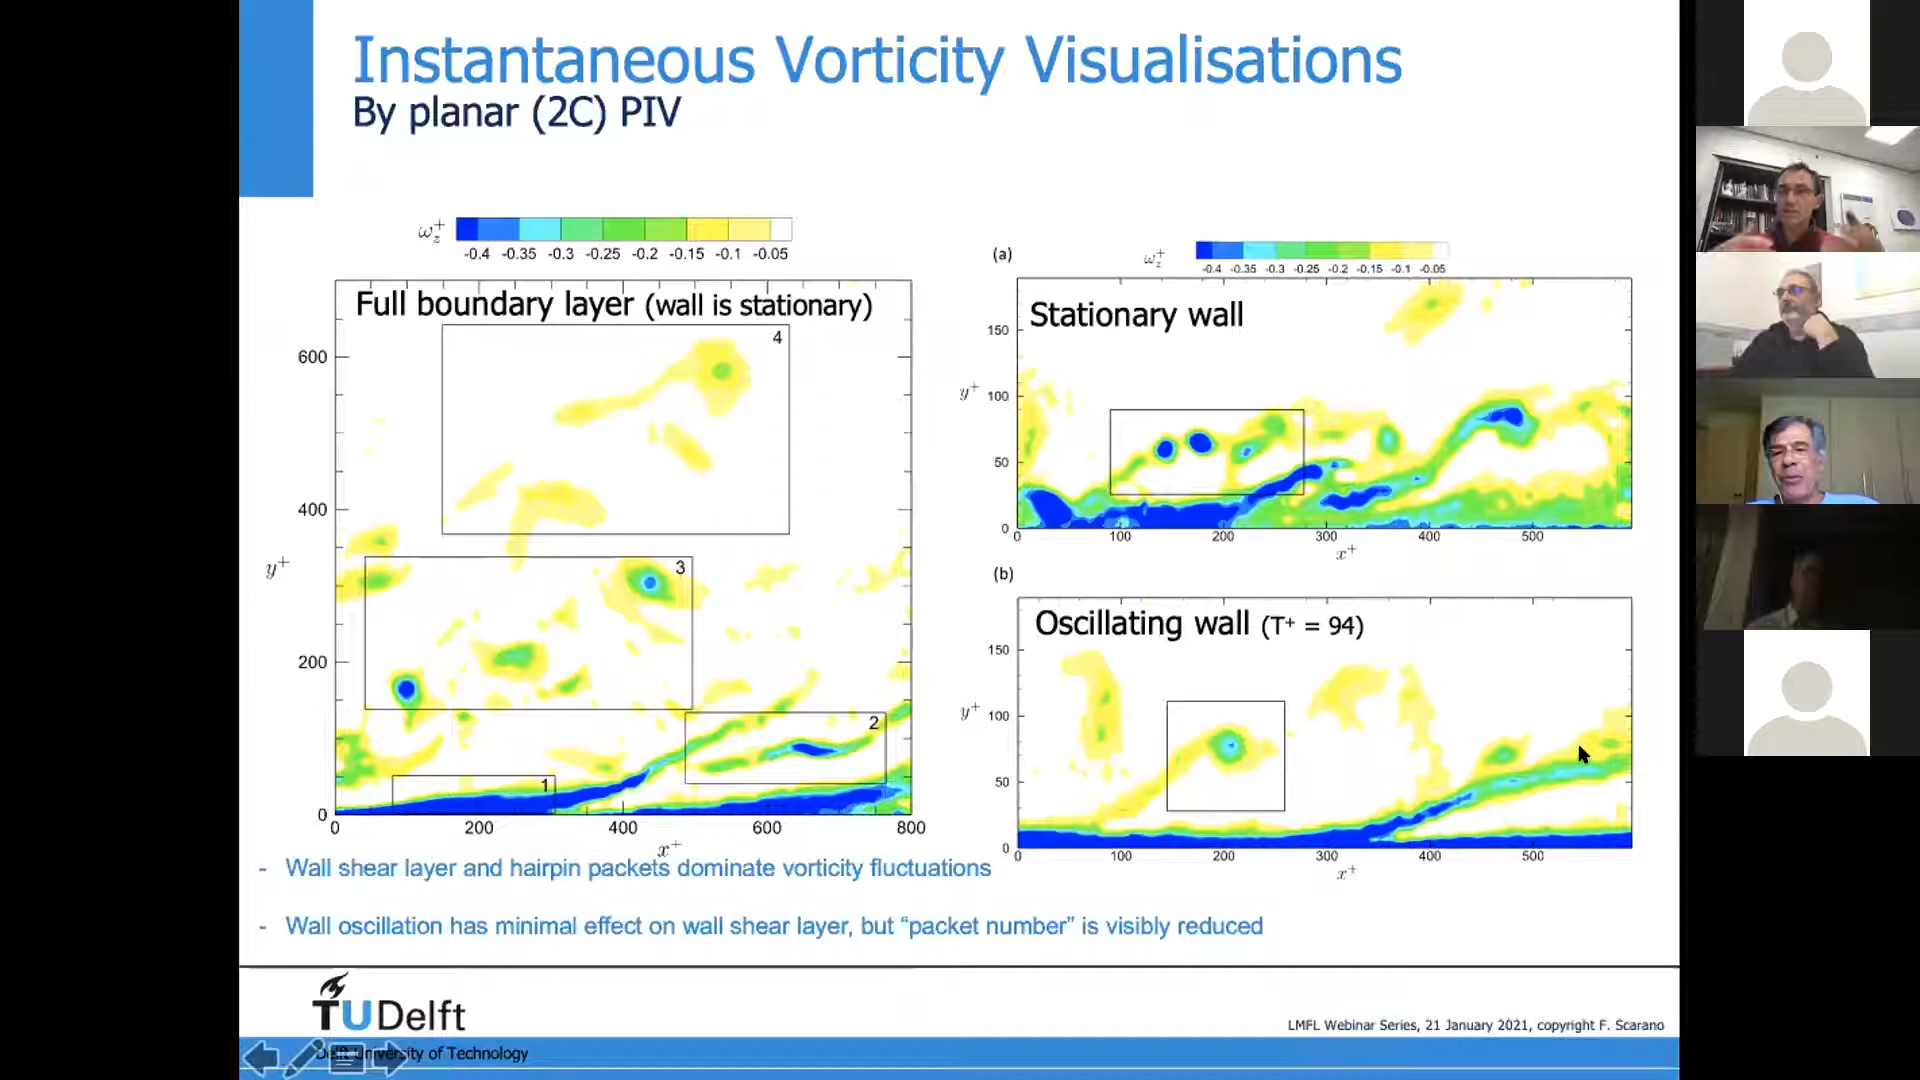 Instantaneous Vorticity Visualisations
By planar (2C) PIV
ω_z^+
-0.4 -0.35 -0.3 -0.25 -0.2 -0.15 -0.1 -0.05
Full boundary layer (wall is stationary)
4
3
2
1
600
400
200
0
y^+
0 200 400 600 800
x^+
(a)
ω_z^+
-0.4 -0.35 -0.3 -0.25 -0.2 -0.15 -0.1 -0.05
Stationary wall
150
100
50
0
y^+
0 100 200 300 400 500
x^+
(b)
Oscillating wall (T+ = 94)
150
100
50
0
y^+
0 100 200 300 400 500
x^+
- Wall shear layer and hairpin packets dominate vorticity fluctuations
- Wall oscillation has minimal effect on wall shear layer, but “packet number” is visibly reduced
TU Delft
LMFL Webinar Series, 21 January 2021, copyright F. Scarano
Delft University of Technology